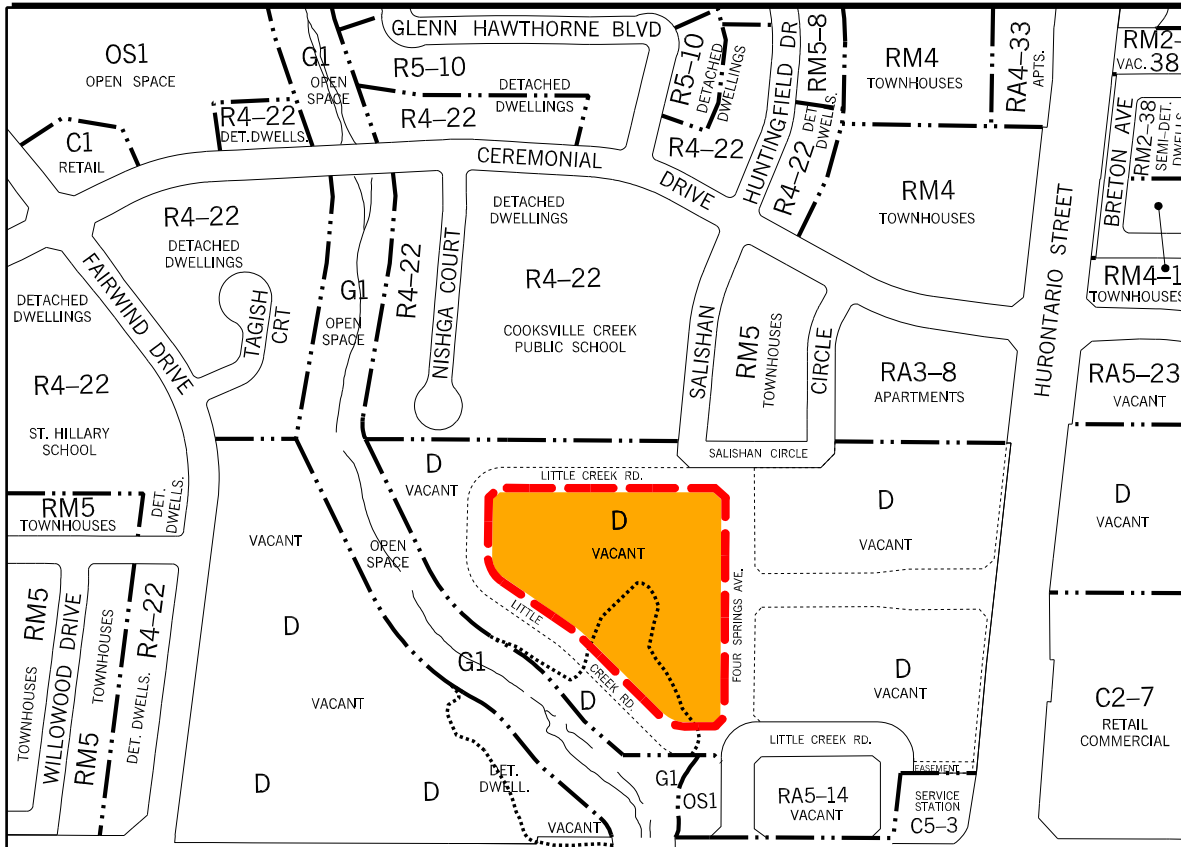 GLENN HAWTHORNE BLVD
OS1
OPEN SPACE
G1
OPEN
SPACE
R5–10
DETACHED
DWELLINGS
R4–22
R4–22
DET.DWELLS.
C1
RETAIL
R5–10
DETACHED
DWELLINGS
R4–22
HUNTINGFIELD DR
RM5–8
R4–22
DET.
DWELLS.
RM4
TOWNHOUSES
RA4–33
APTS.
RM2–
VAC. 38
BRETON AVE
RM2–38
SEMI–DET.
DWELLS.
RM4
TOWNHOUSES
RM4–1
TOWNHOUSES
CEREMONIAL
DRIVE
R4–22
DETACHED
DWELLINGS
FAIRWIND DRIVE
TAGISH
CRT
G1
OPEN
SPACE
R4–22
NISHGA COURT
DETACHED
DWELLINGS
R4–22
COOKSVILLE CREEK
PUBLIC SCHOOL
SALISHAN
RM5
TOWNHOUSES
CIRCLE
SALISHAN CIRCLE
RA3–8
APARTMENTS
HURONTARIO STREET
RA5–23
VACANT
DETACHED
DWELLINGS
R4–22
ST. HILLARY
SCHOOL
RM5
TOWNHOUSES
DET.
DWELLS.
D
VACANT
LITTLE CREEK RD.
D
VACANT
D
VACANT
D
VACANT
VACANT
OPEN
SPACE
LITTLE
CREEK RD.
FOUR SPRINGS AVE.
D
VACANT
D
G1
D
VACANT
TOWNHOUSES
RM5
WILLOWOOD DRIVE
RM5
TOWNHOUSES
DET. DWELLS.
R4–22
C2–7
RETAIL
COMMERCIAL
LITTLE CREEK RD.
EASEMENT
D
D
DET.
DWELL.
VACANT
G1
OS1
RA5–14
VACANT
SERVICE
STATION
C5–3